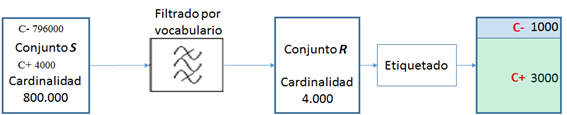 C- 796000
Conjunto S
C+ 4000
Cardinalidad
800.000
Filtrado por
vocabulario
Conjunto R
Cardinalidad
4.000
Etiquetado
C- 1000
C+ 3000